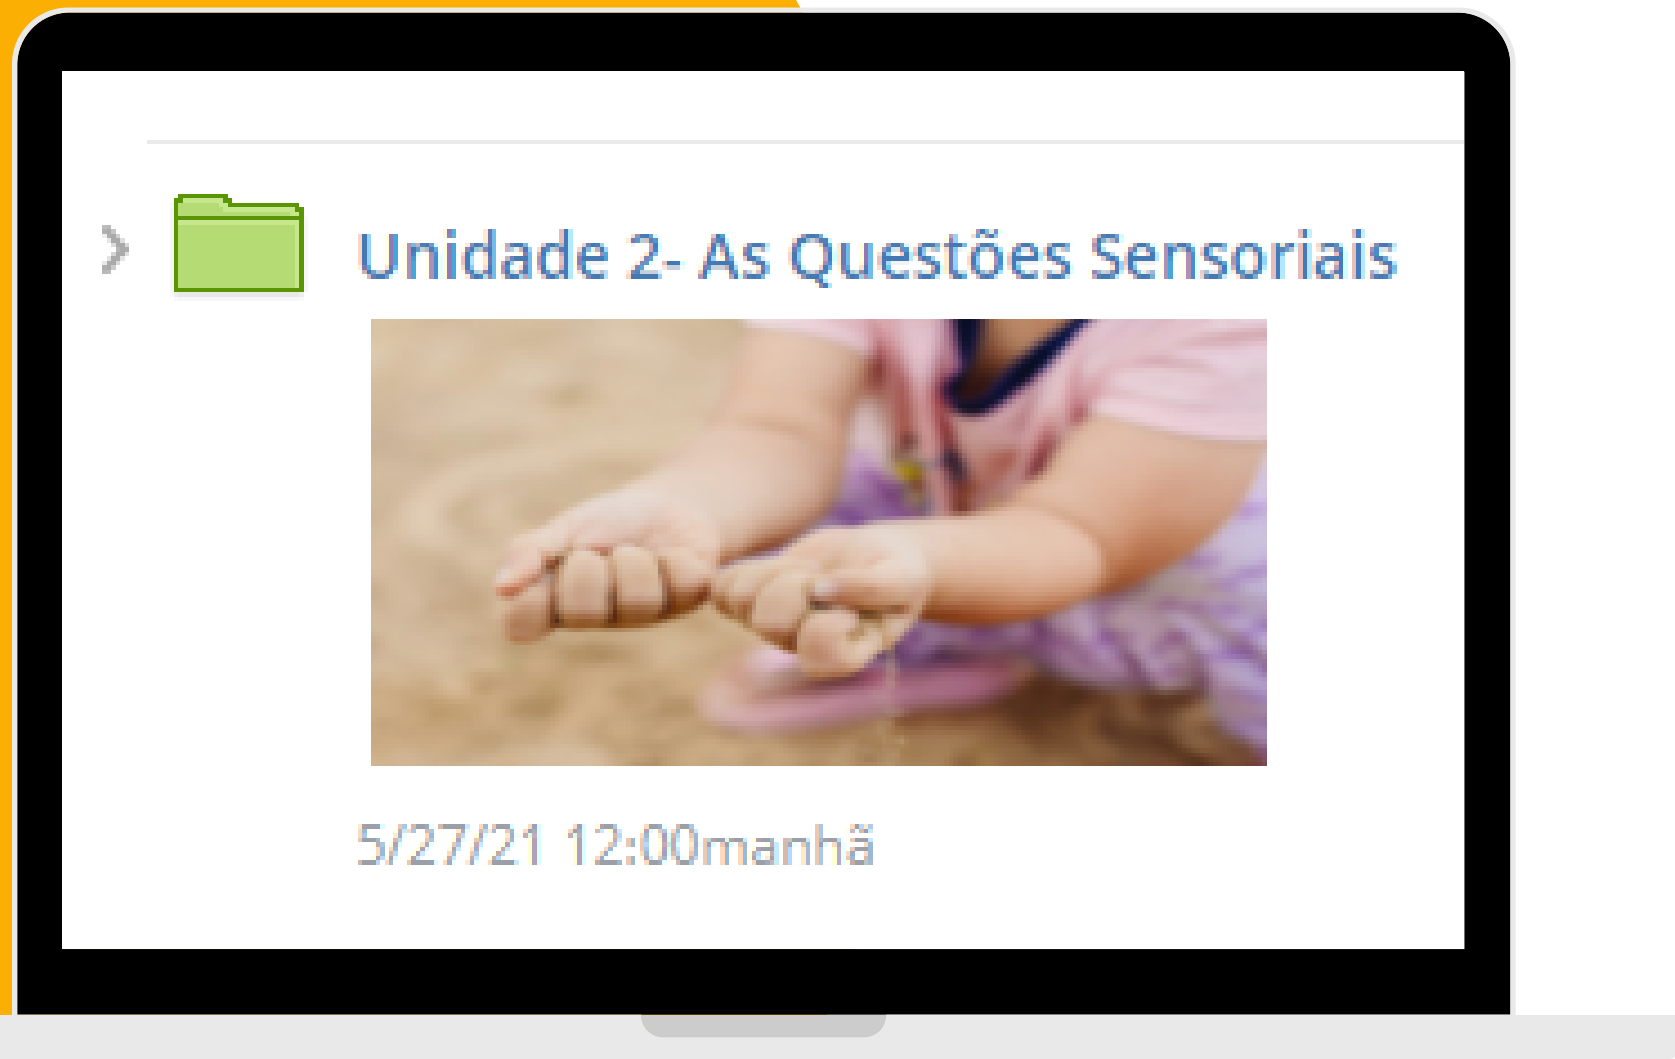 Unidade 2- As Questões Sensoriais
5/27/21 12:00manhã